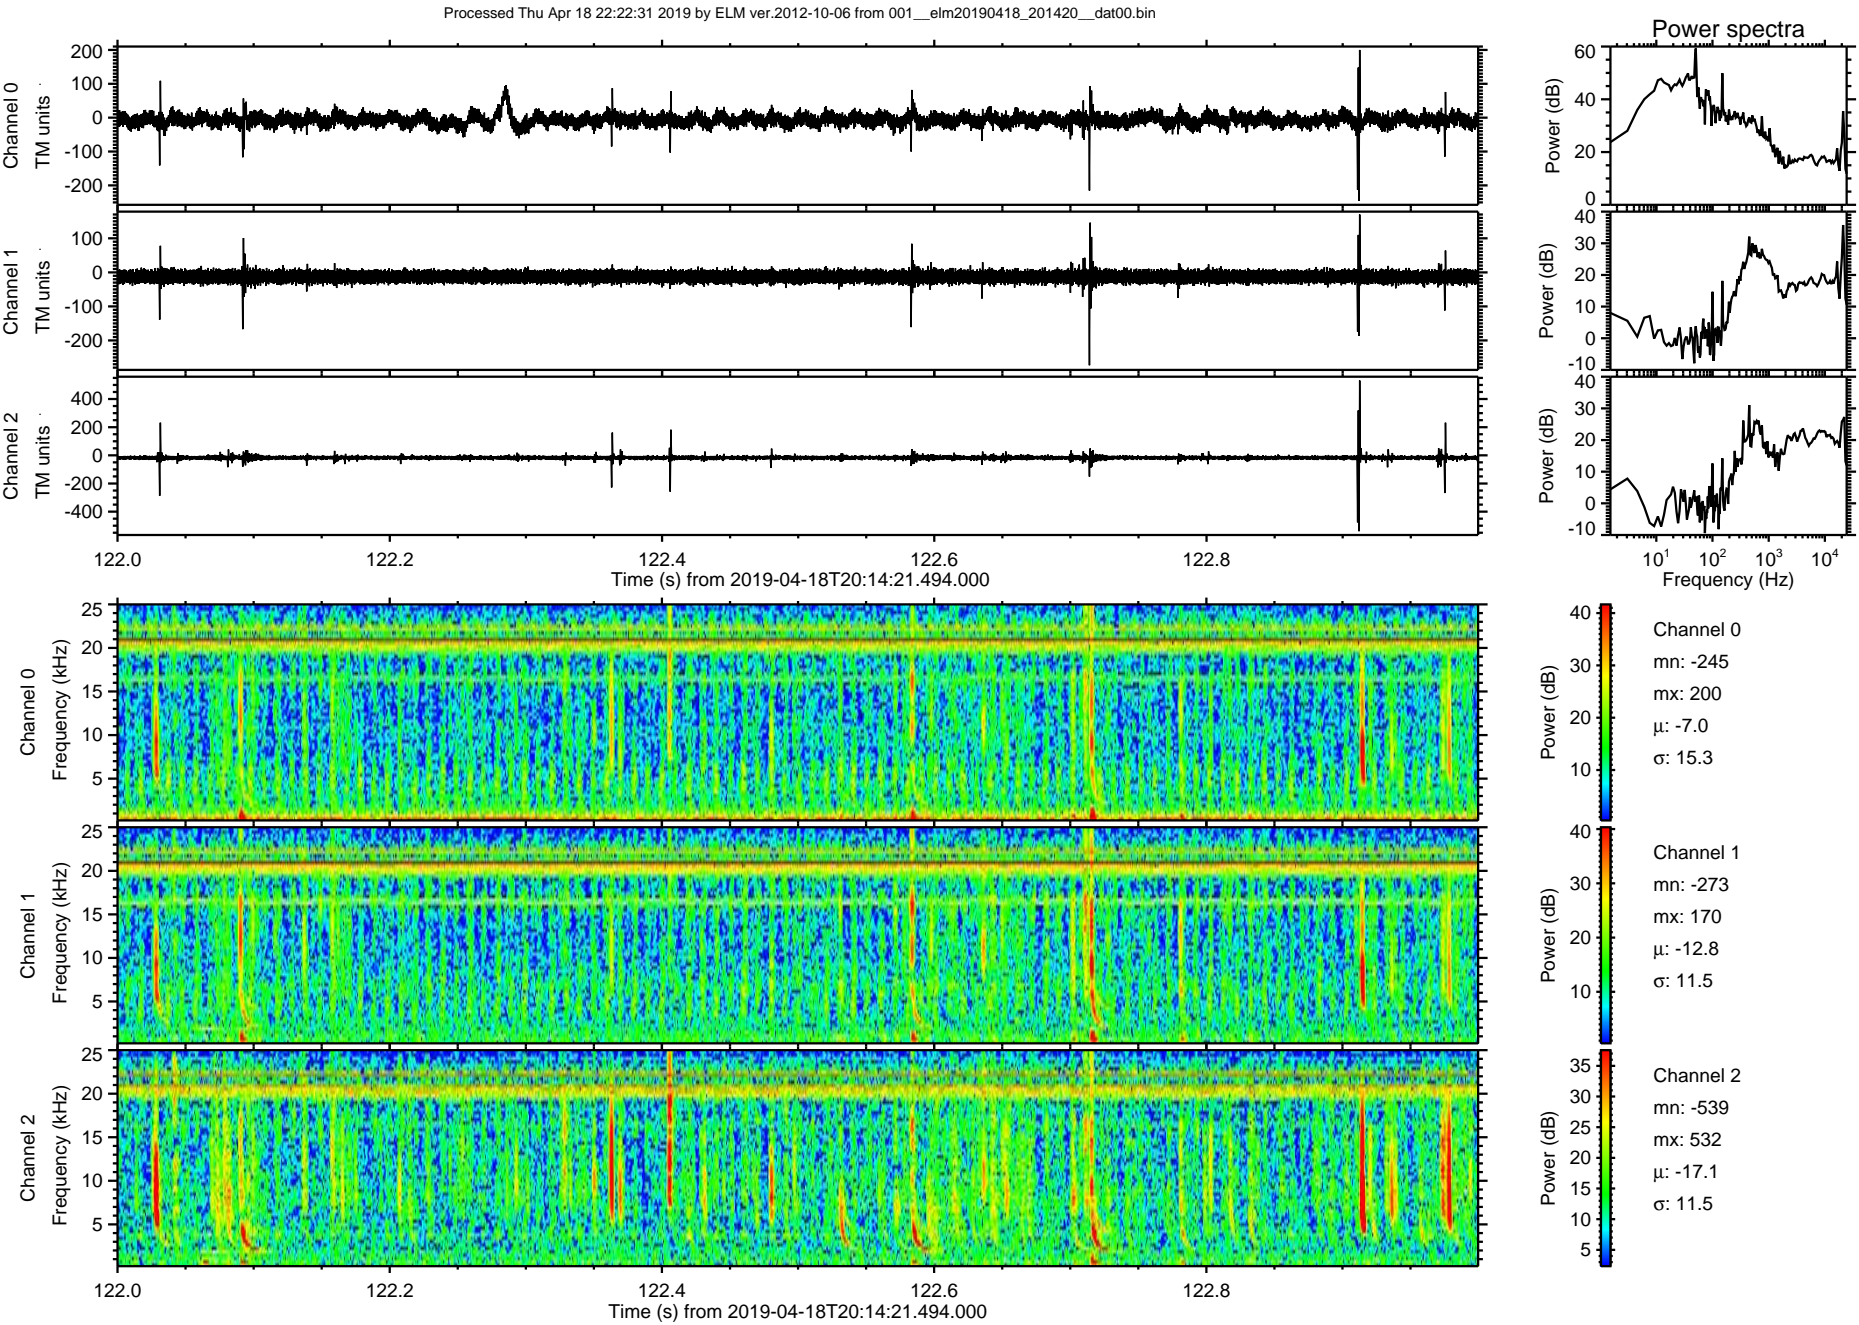 Processed Thu Apr 18 22:22:31 2019 by ELM ver.2012-10-06 from 001__elm20190418_201420__dat00.bin
Power spectra
Channel 0
TM units
200
100
0
-100
-200
Power (dB)
60
40
20
0
Channel 1
TM units
100
0
-100
-200
Power (dB)
40
30
20
10
0
-10
Channel 2
TM units
400
200
0
-200
-400
Power (dB)
40
30
20
10
0
-10
122.0 122.2 122.4 122.6 122.8
Time (s) from 2019-04-18T20:14:21.494.000
10^1 10^2 10^3 10^4
Frequency (Hz)
Channel 0
Frequency (kHz)
25
20
15
10
5
Power (dB)
40
30
20
10
Channel 0
mn: -245
mx: 200
μ: -7.0
σ: 15.3
Channel 1
Frequency (kHz)
25
20
15
10
5
Power (dB)
40
30
20
10
Channel 1
mn: -273
mx: 170
μ: -12.8
σ: 11.5
Channel 2
Frequency (kHz)
25
20
15
10
5
Power (dB)
35
30
25
20
15
10
5
Channel 2
mn: -539
mx: 532
μ: -17.1
σ: 11.5
122.0 122.2 122.4 122.6 122.8
Time (s) from 2019-04-18T20:14:21.494.000